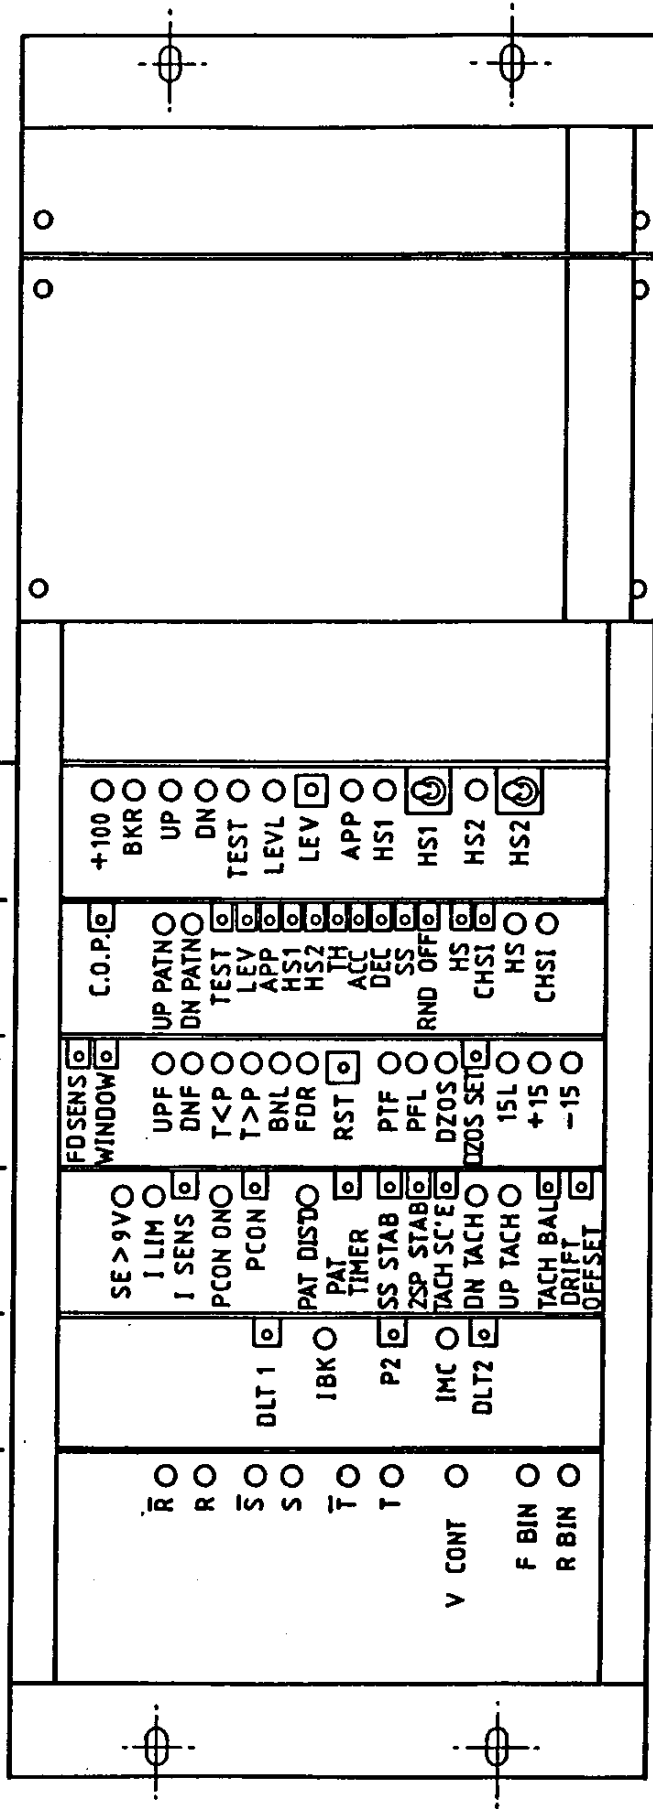 +100
BKR
UP
DN
TEST
LEVL
LEV
APP
HS1
HS1
HS2
HS2
C.O.P.
UP PATN
DN PATN
TEST
LEV
APP
HS1
HS2
TH
ACC
DEC
SS
RND OFF
HS
CHSI
HS
CHSI
FD SENS
WINDOW
UPF
DNF
T<P
T>P
BNL
FDR
RST
PTF
PFL
DZOS
DZOS SET
15L
+15
-15
SE > 9V
I LIM
I SENS
PCON ON
PCON
PAT DIS'D
PAT
TIMER
SS STAB
2SP STAB
TACH SC'E
DN TACH
UP TACH
TACH BAL
DRIFT
OFFSET
DLT 1
IBK
P2
IMC
DLT2
R̅
R
S̅
S
T̅
T
V CONT
F BIN
R BIN